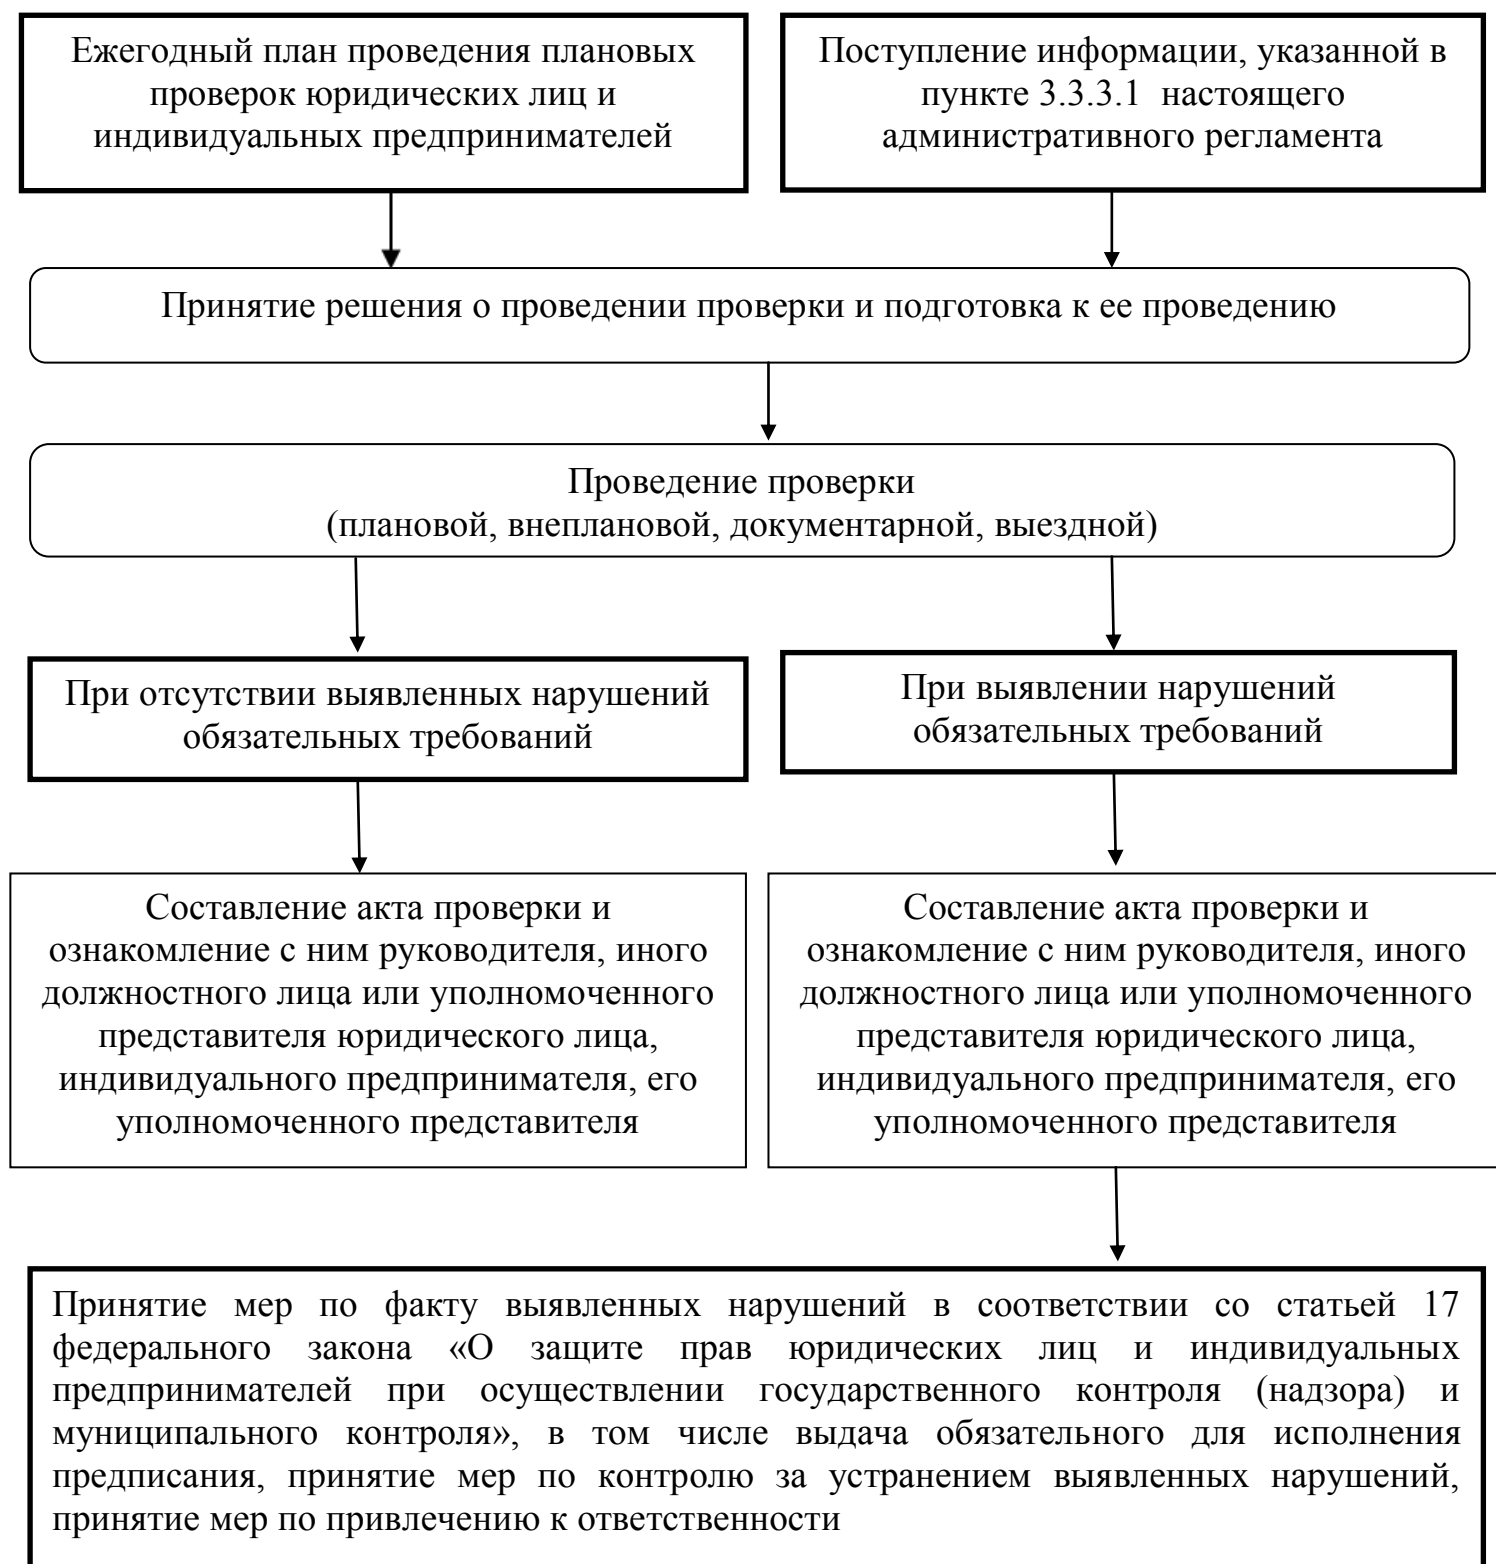 Ежегодный план проведения плановых
проверок юридических лиц и
индивидуальных предпринимателей
Поступление информации, указанной в
пункте 3.3.3.1 настоящего
административного регламента
Принятие решения о проведении проверки и подготовка к ее проведению
Проведение проверки
(плановой, внеплановой, документарной, выездной)
При отсутствии выявленных нарушений
обязательных требований
При выявлении нарушений
обязательных требований
Составление акта проверки и
ознакомление с ним руководителя, иного
должностного лица или уполномоченного
представителя юридического лица,
индивидуального предпринимателя, его
уполномоченного представителя
Составление акта проверки и
ознакомление с ним руководителя, иного
должностного лица или уполномоченного
представителя юридического лица,
индивидуального предпринимателя, его
уполномоченного представителя
Принятие мер по факту выявленных нарушений в соответствии со статьей 17
федерального закона «О защите прав юридических лиц и индивидуальных
предпринимателей при осуществлении государственного контроля (надзора) и
муниципального контроля», в том числе выдача обязательного для исполнения
предписания, принятие мер по контролю за устранением выявленных нарушений,
принятие мер по привлечению к ответственности